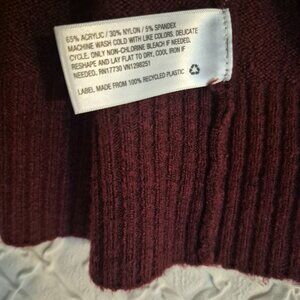 65% ACRYLIC / 30% NYLON / 5% SPANDEX
MACHINE WASH COLD WITH LIKE COLORS, DELICATE
CYCLE. ONLY NON-CHLORINE BLEACH IF NEEDED.
RESHAPE AND LAY FLAT TO DRY. COOL IRON IF
NEEDED. RN17730 VN1298251
LABEL MADE FROM 100% RECYCLED PLASTIC